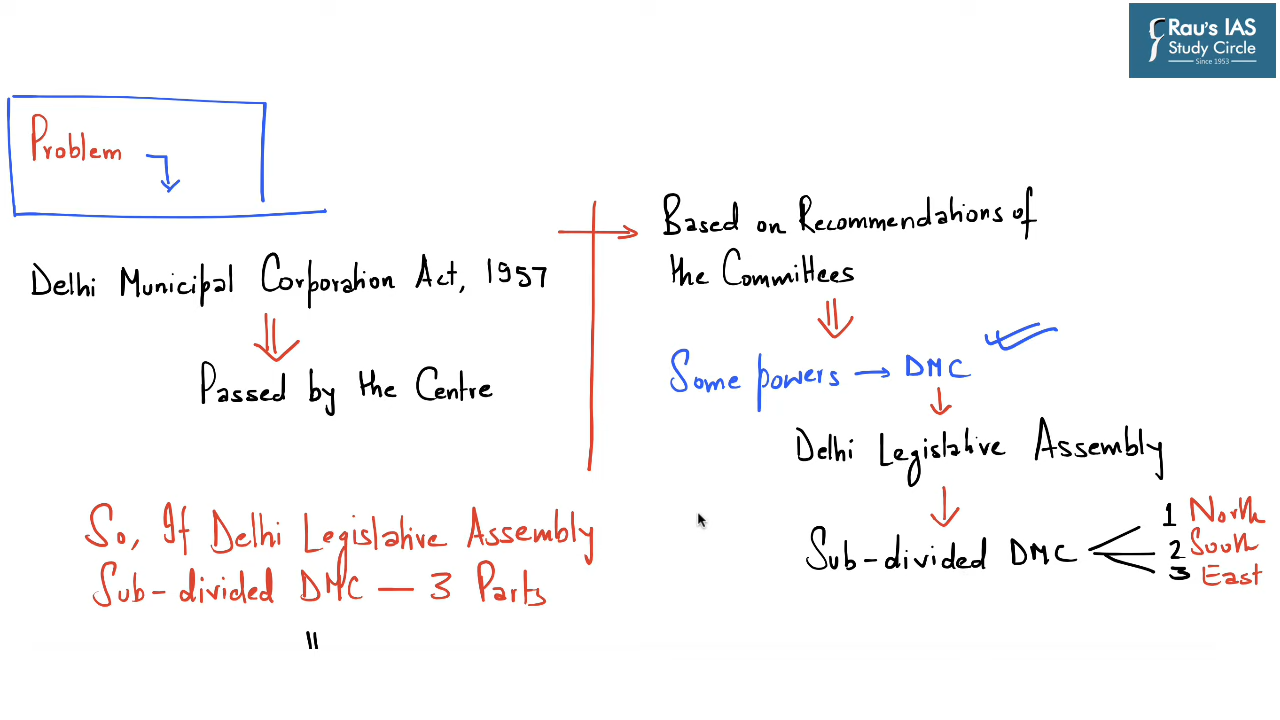 Rau's IAS
Study Circle
Since 1953
Problem
Delhi Municipal Corporation Act, 1957
Passed by the Centre
So, If Delhi Legislative Assembly
Sub-divided DMC — 3 Parts
Based on Recommendations of
the Committees
Some powers → DMC
Delhi Legislative Assembly
Sub-divided DMC
1 North
2 South
3 East